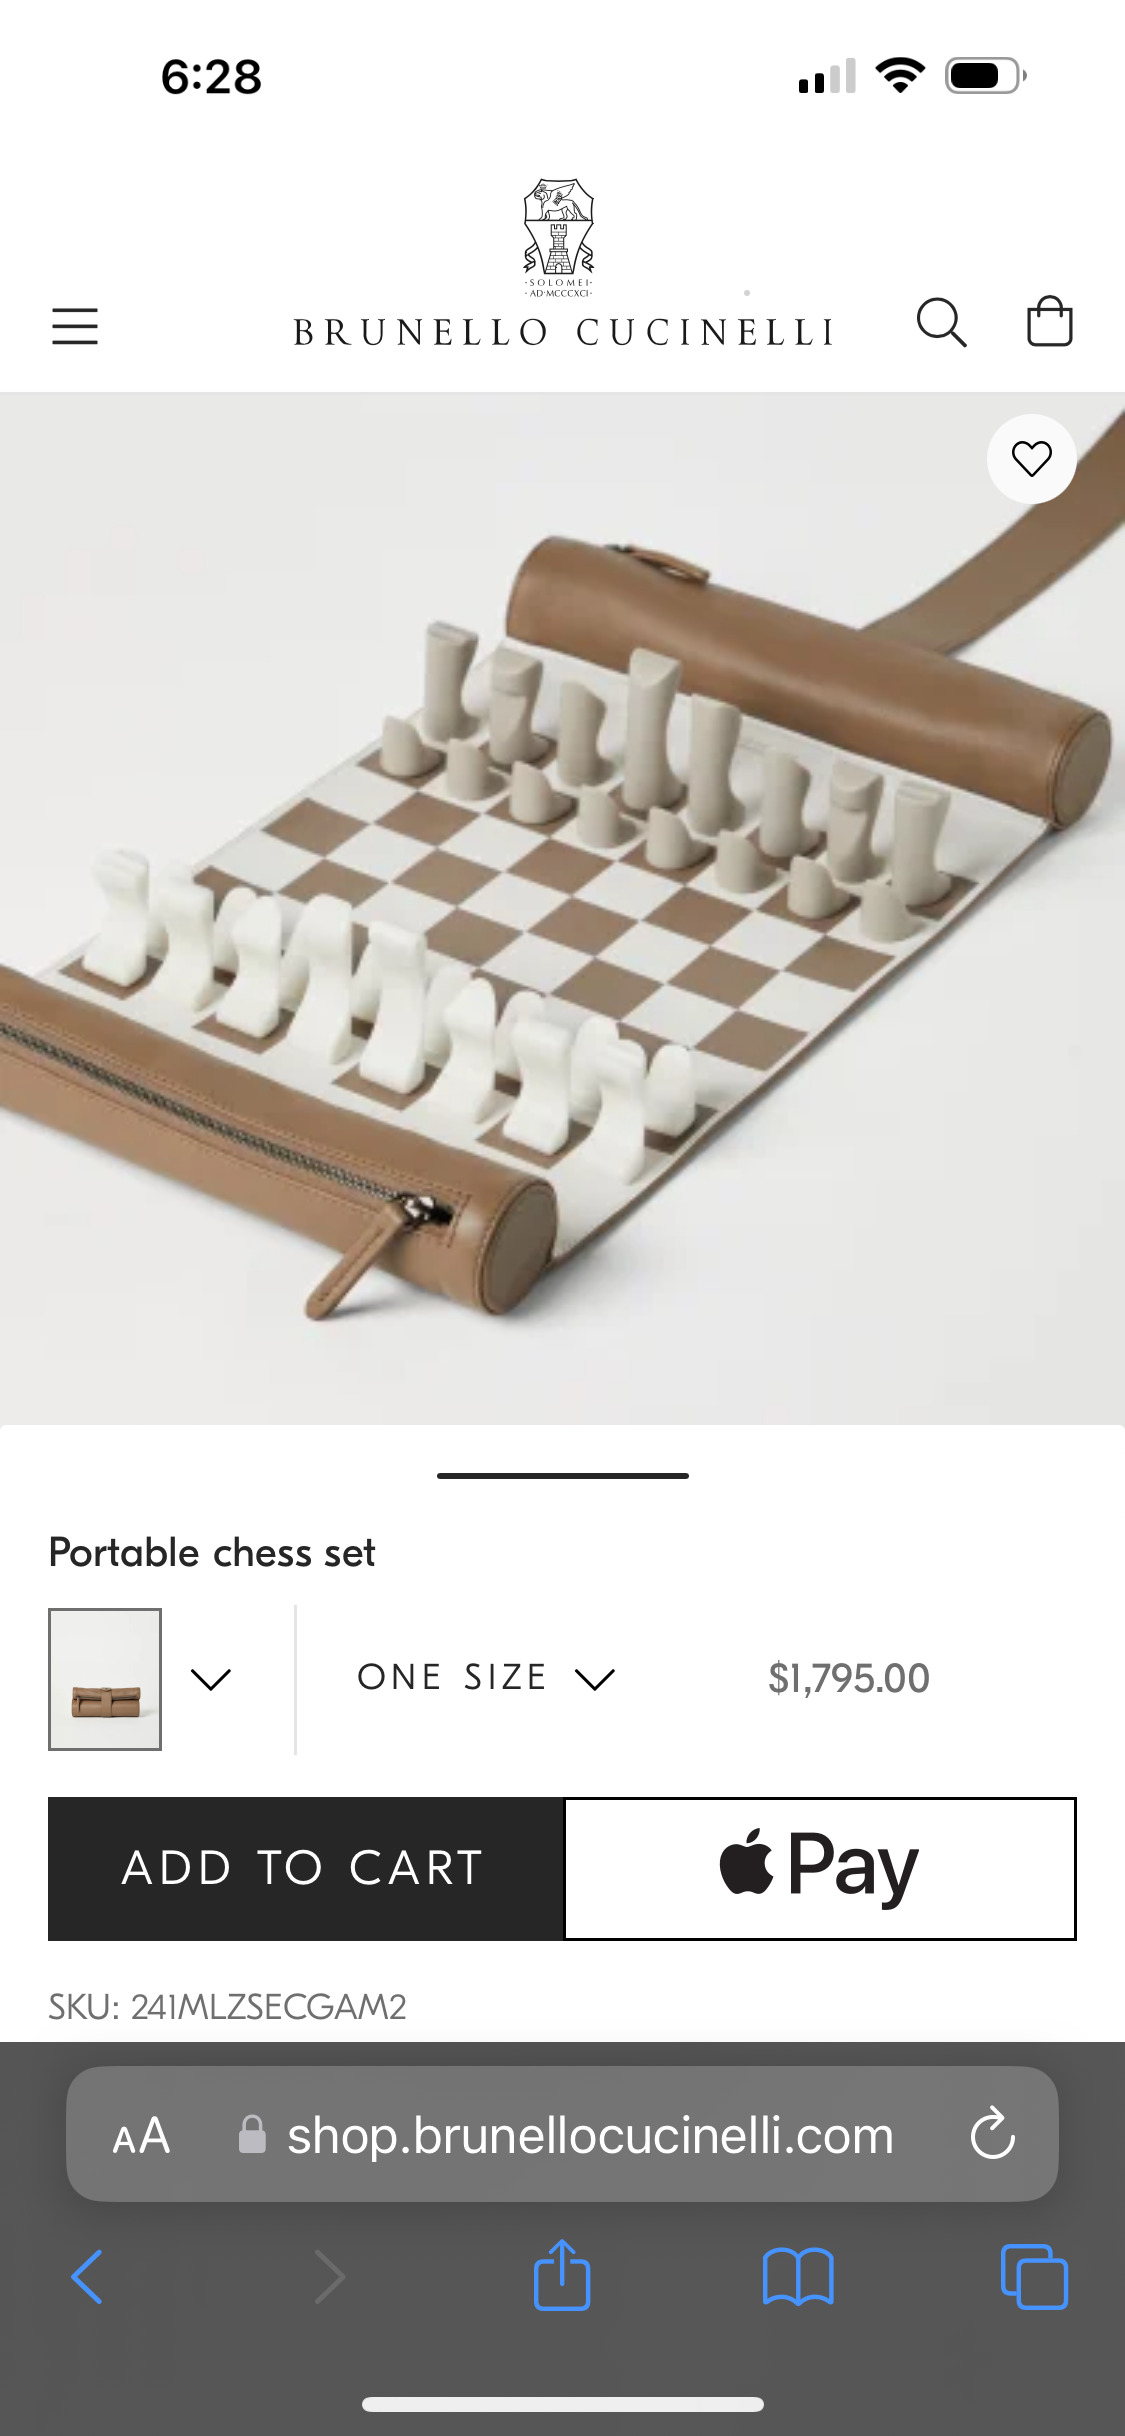 6:28
·SOLOMEI·
·AD·MCCCXCI·
BRUNELLO CUCINELLI
Portable chess set
ONE SIZE
$1,795.00
ADD TO CART
Pay
SKU: 241MLZSECGAM2
AA
shop.brunellocucinelli.com